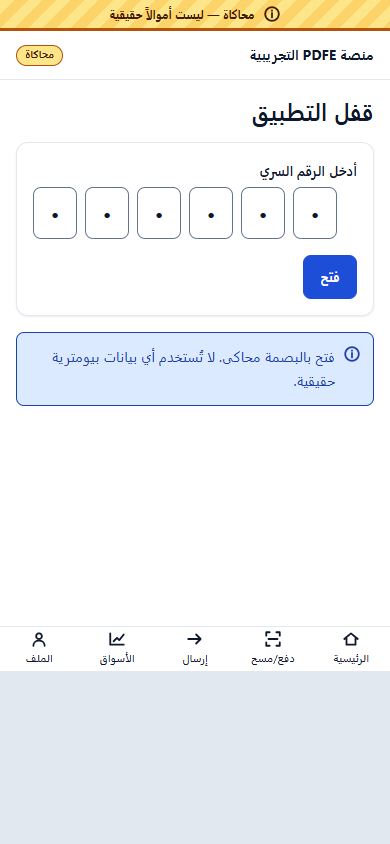 محاكاة — ليست أموالاً حقيقية
منصة PDFE التجريبية
محاكاة
قفل التطبيق
أدخل الرقم السري
• • • • • •
فتح
فتح بالبصمة محاكى. لا تُستخدم أي بيانات بيومترية
حقيقية.
الرئيسية
دفع/مسح
إرسال
الأسواق
الملف